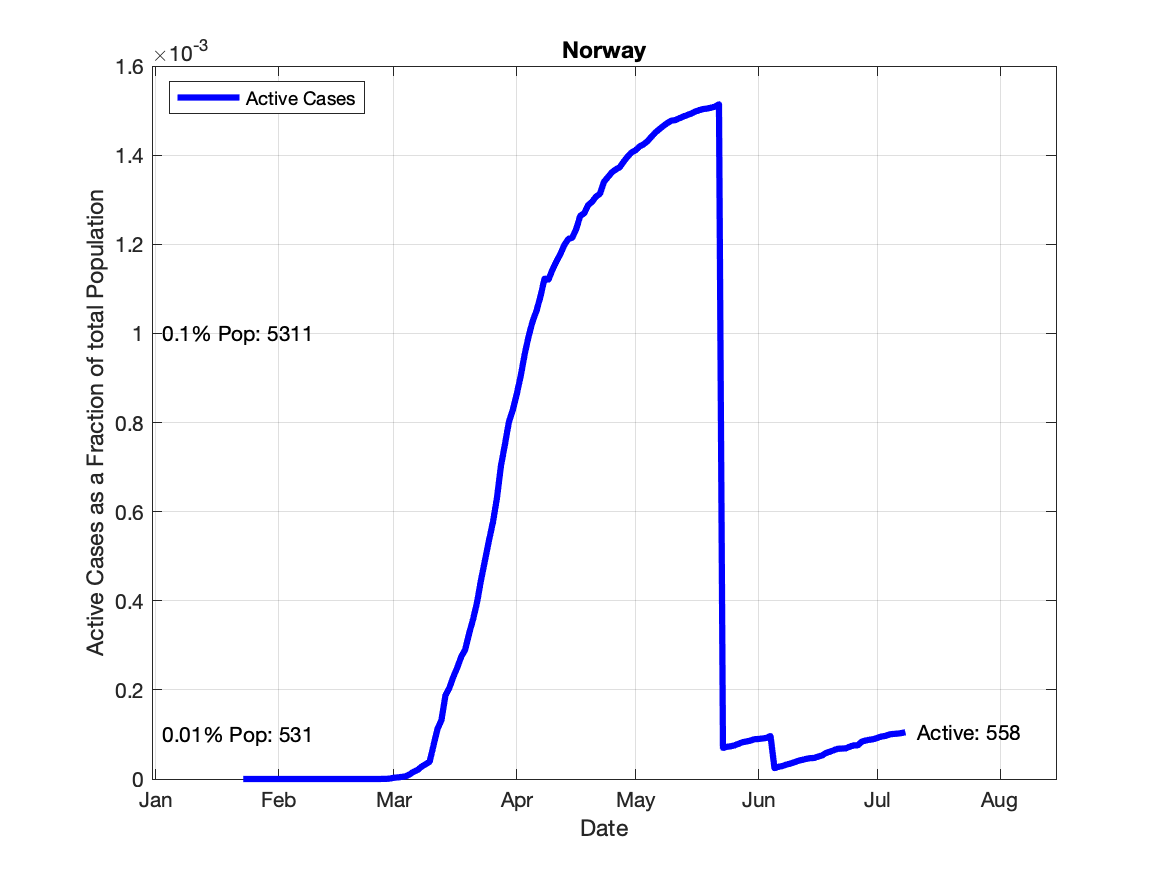 Norway
×10-3
1.6
1.4
1.2
1
0.8
0.6
0.4
0.2
0
Active Cases
0.1% Pop: 5311
0.01% Pop: 531
Active: 558
Active Cases as a Fraction of total Population
Jan Feb Mar Apr May Jun Jul Aug
Date